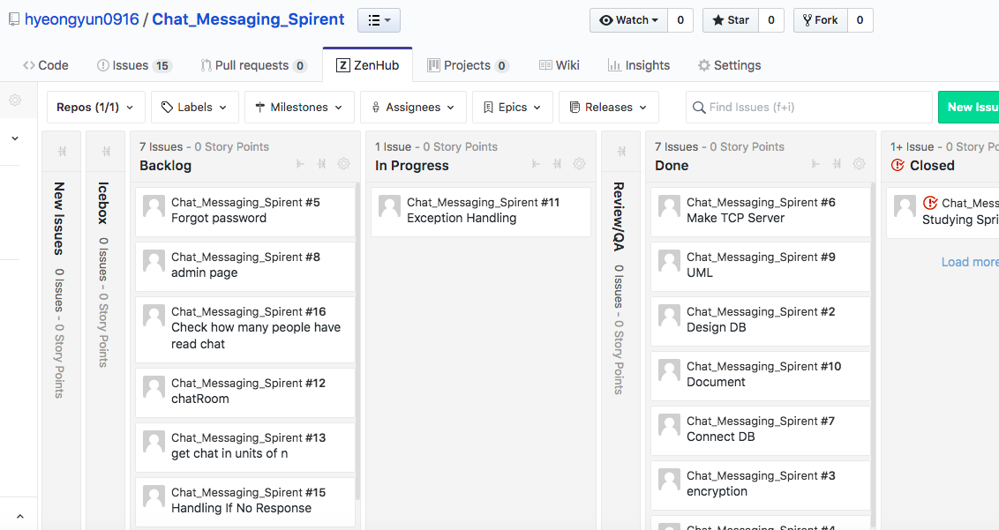 hyeongyun0916 / Chat_Messaging_Spirent
Watch 0 Star 0 Fork 0
Code Issues 15 Pull requests 0 ZenHub Projects 0 Wiki Insights Settings
Repos (1/1) Labels Milestones Assignees Epics Releases Find Issues (f+i) New Issu
New Issues 0 Issues - 0 Story Points
Icebox 0 Issues - 0 Story Points
7 Issues - 0 Story Points
Backlog
Chat_Messaging_Spirent #5
Forgot password
Chat_Messaging_Spirent #8
admin page
Chat_Messaging_Spirent #16
Check how many people have
read chat
Chat_Messaging_Spirent #12
chatRoom
Chat_Messaging_Spirent #13
get chat in units of n
Chat_Messaging_Spirent #15
Handling If No Response
1 Issue - 0 Story Points
In Progress
Chat_Messaging_Spirent #11
Exception Handling
Review/QA 0 Issues - 0 Story Points
7 Issues - 0 Story Points
Done
Chat_Messaging_Spirent #6
Make TCP Server
Chat_Messaging_Spirent #9
UML
Chat_Messaging_Spirent #2
Design DB
Chat_Messaging_Spirent #10
Document
Chat_Messaging_Spirent #7
Connect DB
Chat_Messaging_Spirent #3
encryption
Chat_Messaging_Spirent #4
1+ Issue - 0 Story Po
Closed
Chat_Mess
Studying Spri
Load more